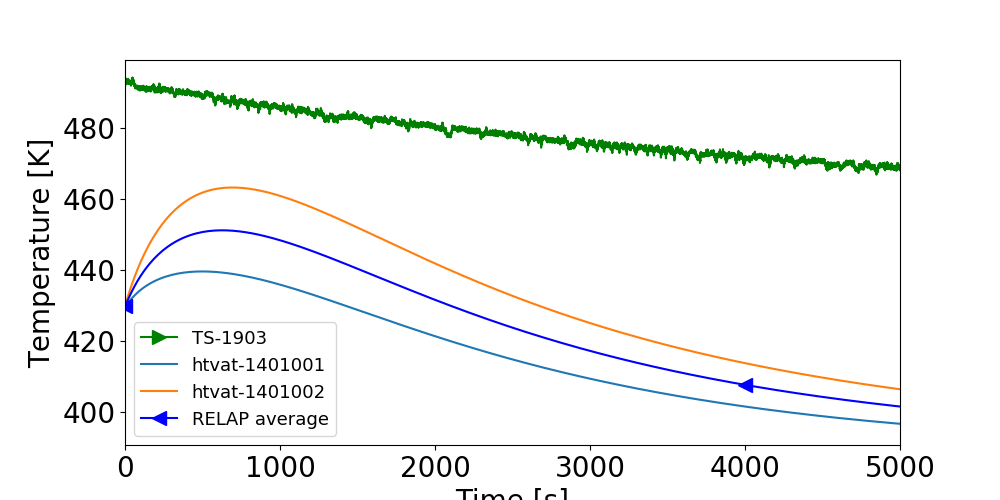 Temperature [K]
480
460
440
420
400
TS-1903
htvat-1401001
htvat-1401002
RELAP average
0 1000 2000 3000 4000 5000
Time [s]